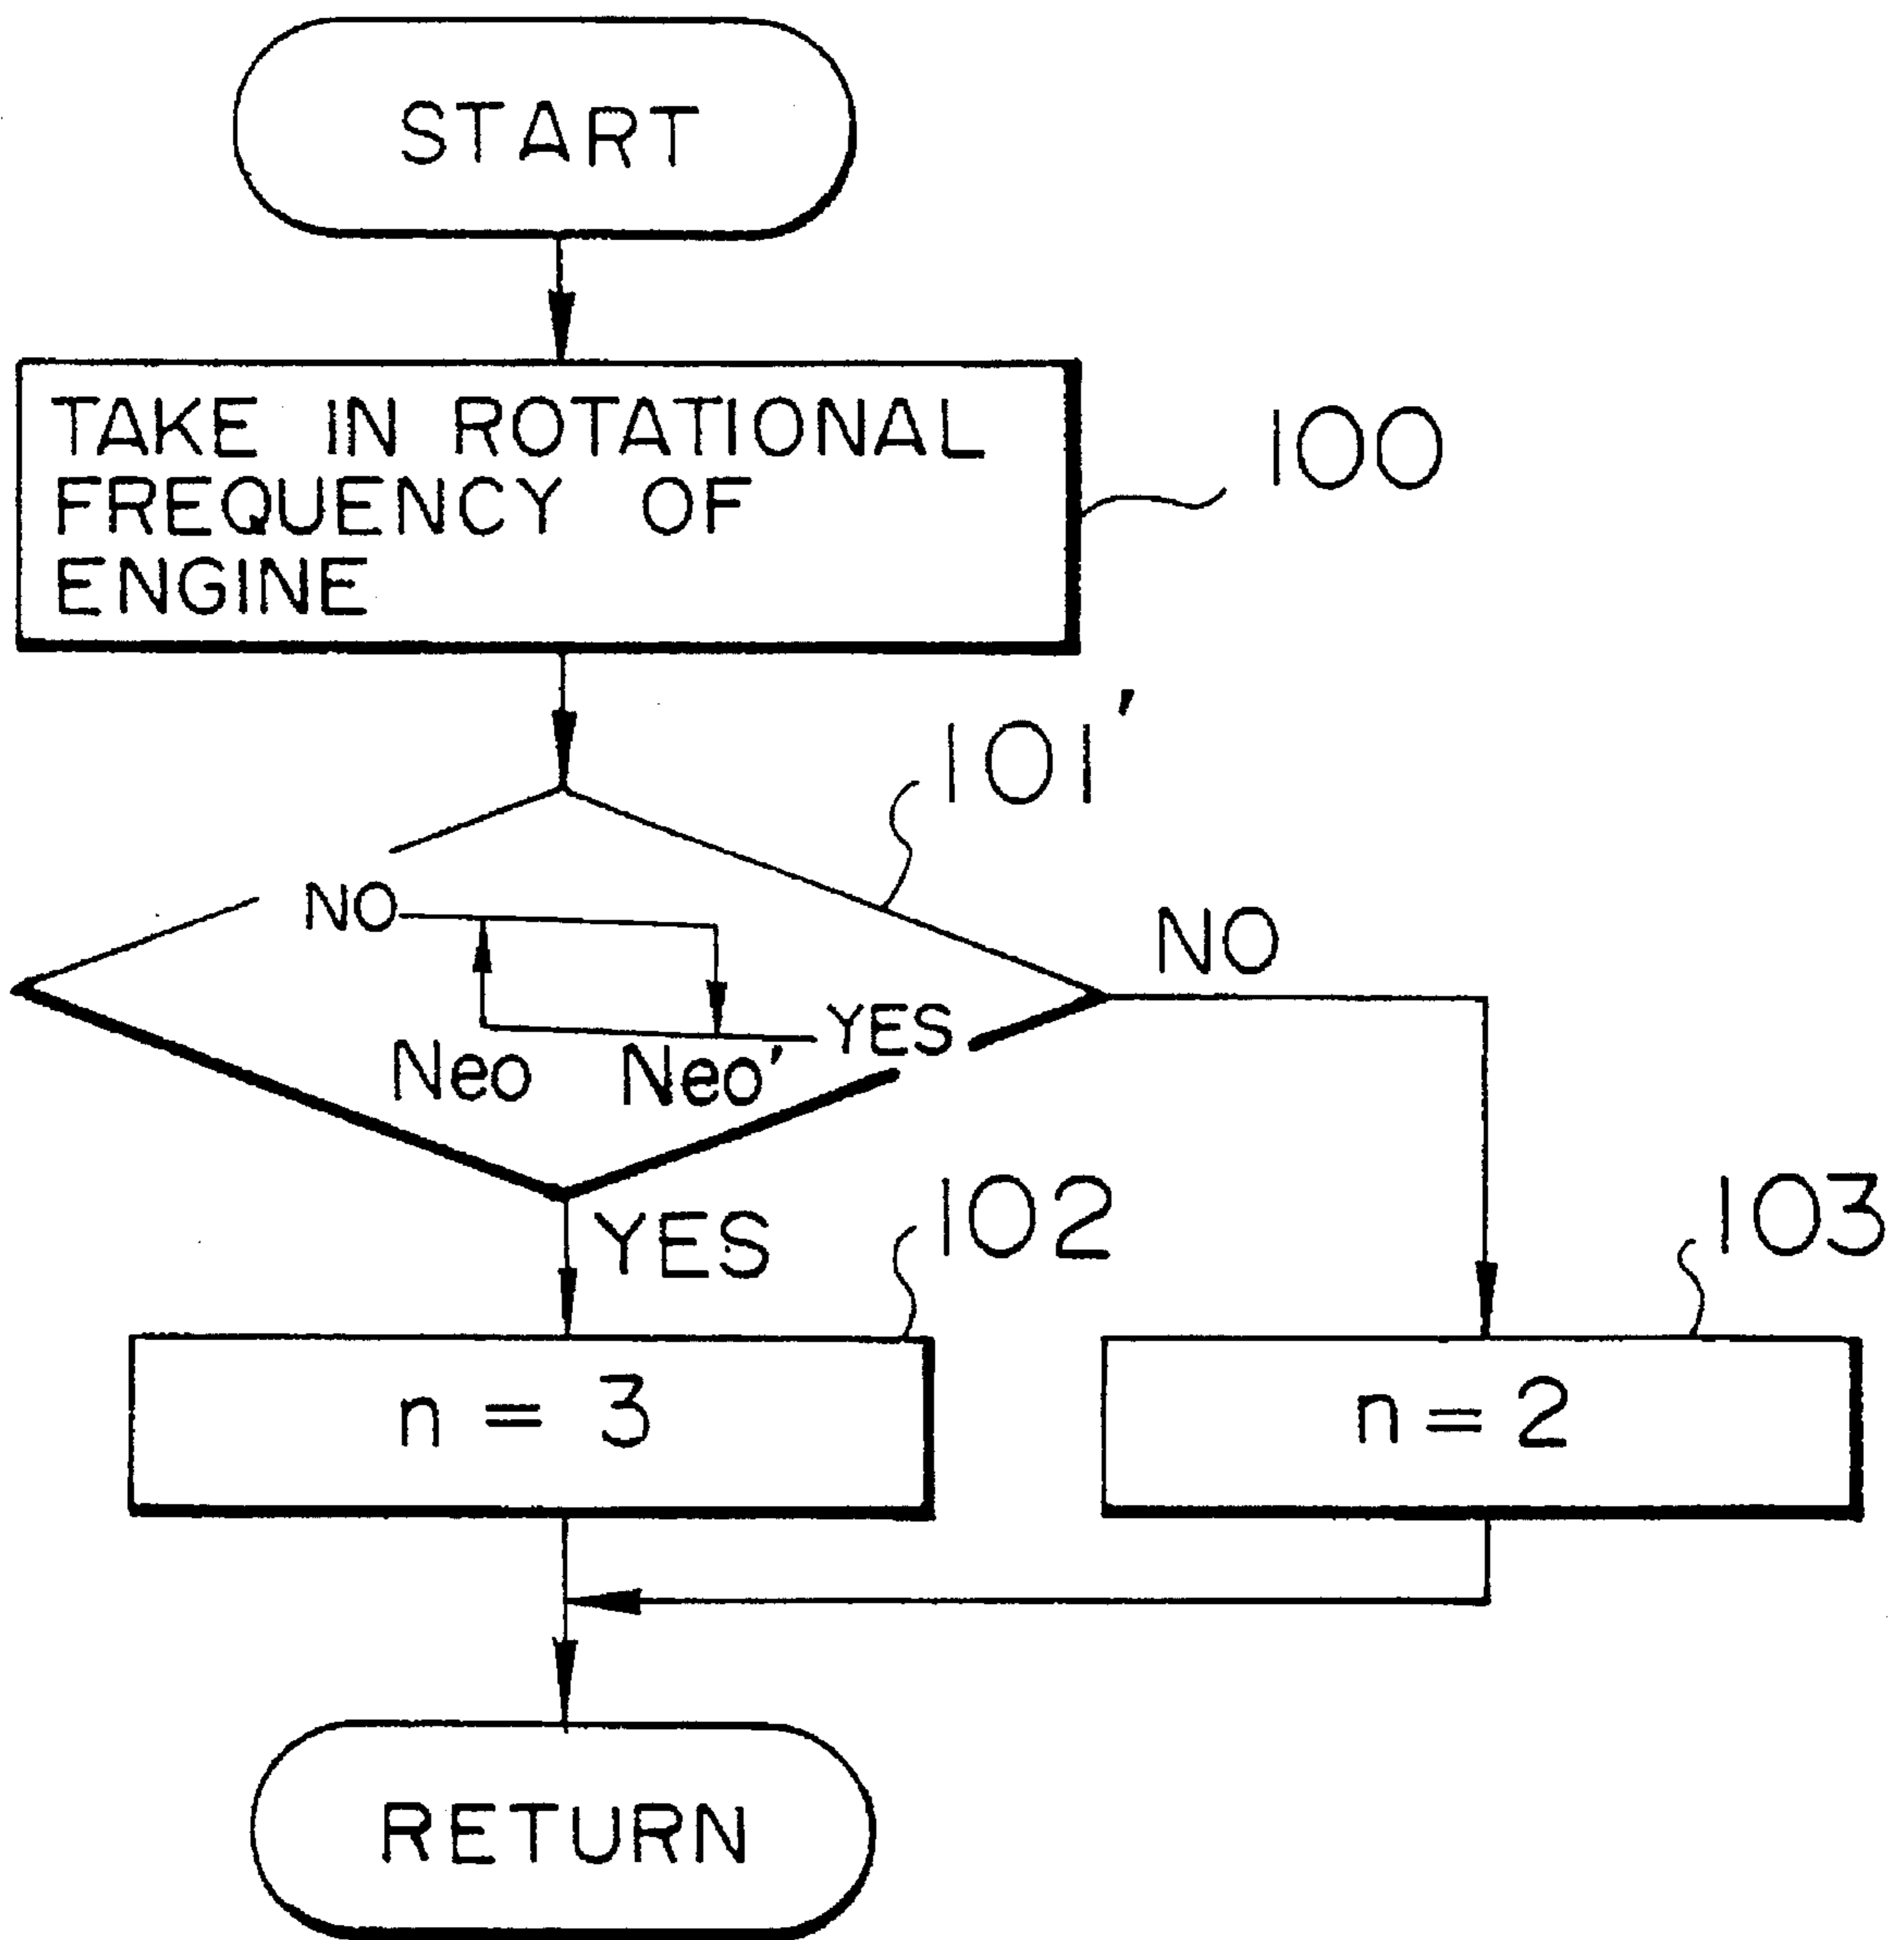 START
TAKE IN ROTATIONAL
FREQUENCY OF
ENGINE
100
101'
NO
NO
YES
Neo Neo'
YES
102
103
n = 3
n = 2
RETURN